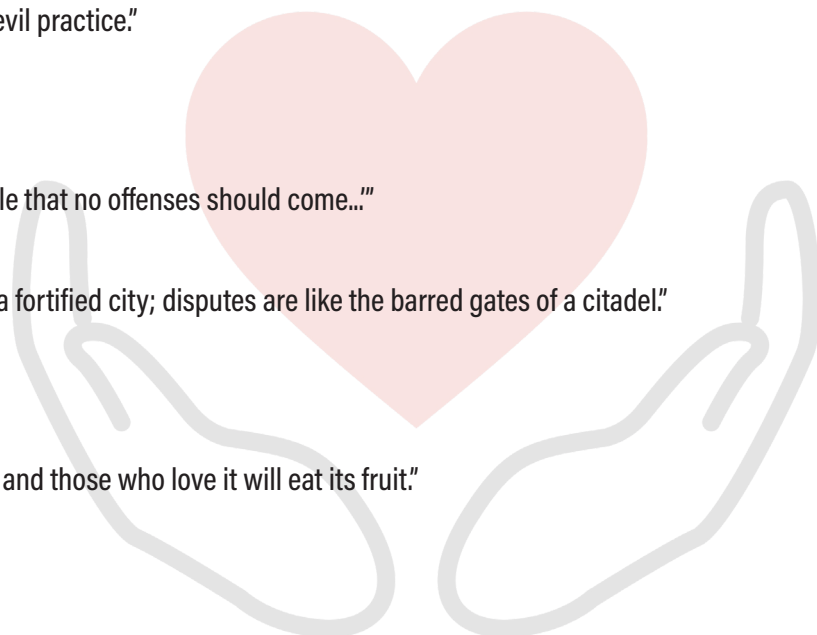 evil practice.”
le that no offenses should come...’”
a fortified city; disputes are like the barred gates of a citadel.”
and those who love it will eat its fruit.”